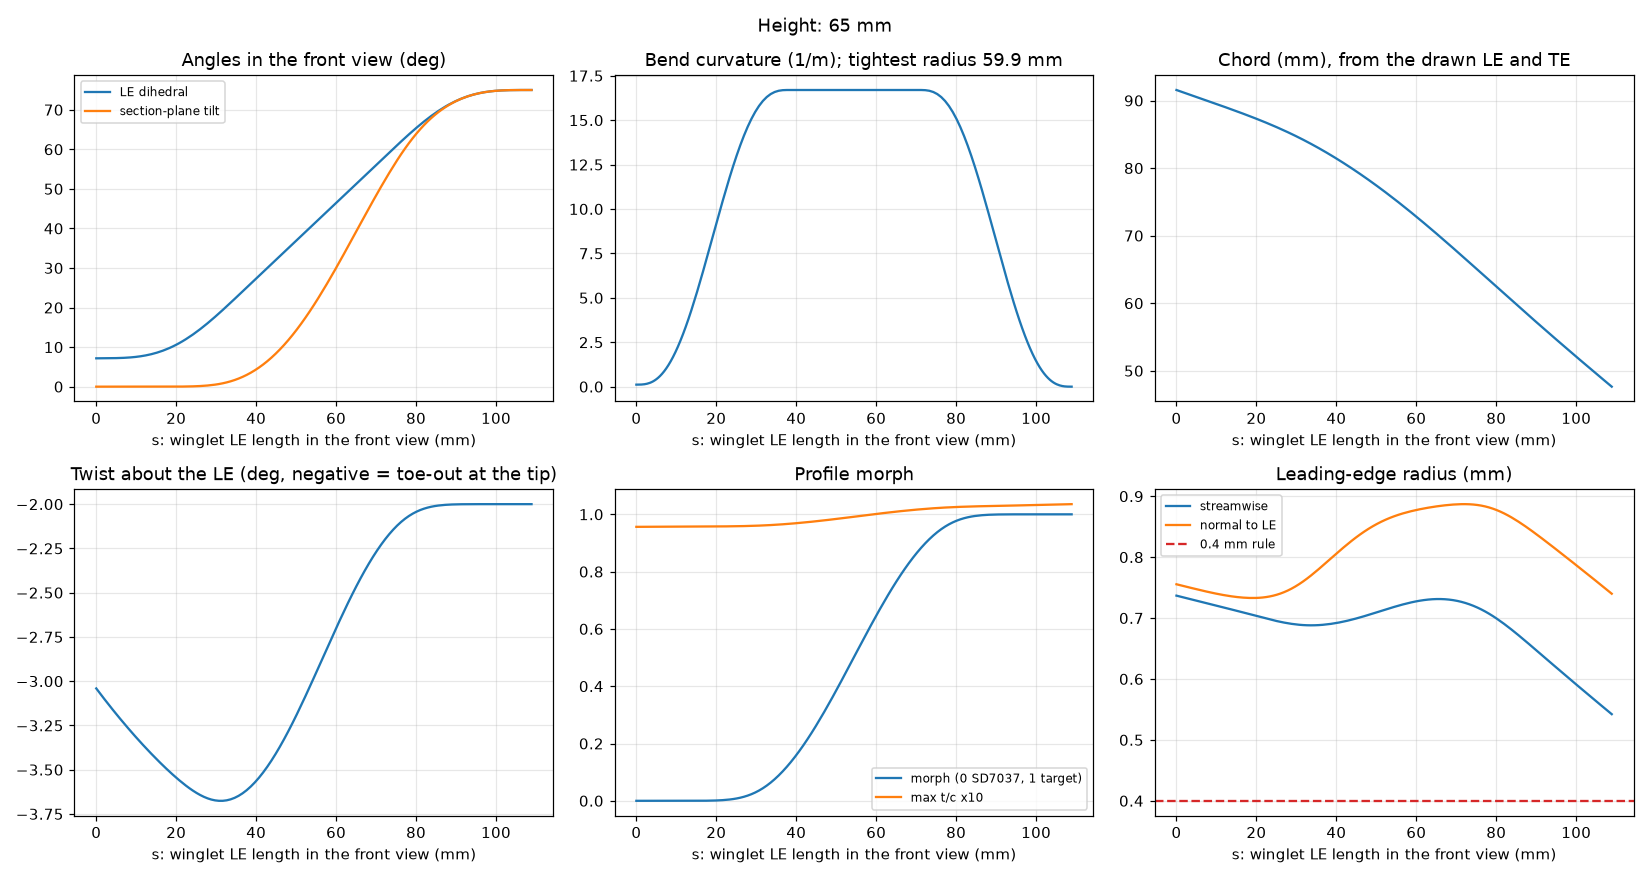 Height: 65 mm
Angles in the front view (deg)
LE dihedral
section-plane tilt
70
60
50
40
30
20
10
0
0 20 40 60 80 100
s: winglet LE length in the front view (mm)
Bend curvature (1/m); tightest radius 59.9 mm
17.5
15.0
12.5
10.0
7.5
5.0
2.5
0.0
0 20 40 60 80 100
s: winglet LE length in the front view (mm)
Chord (mm), from the drawn LE and TE
90
80
70
60
50
0 20 40 60 80 100
s: winglet LE length in the front view (mm)
Twist about the LE (deg, negative = toe-out at the tip)
−2.00
−2.25
−2.50
−2.75
−3.00
−3.25
−3.50
−3.75
0 20 40 60 80 100
s: winglet LE length in the front view (mm)
Profile morph
1.0
0.8
0.6
0.4
0.2
0.0
morph (0 SD7037, 1 target)
max t/c x10
0 20 40 60 80 100
s: winglet LE length in the front view (mm)
Leading-edge radius (mm)
streamwise
normal to LE
0.4 mm rule
0.9
0.8
0.7
0.6
0.5
0.4
0 20 40 60 80 100
s: winglet LE length in the front view (mm)